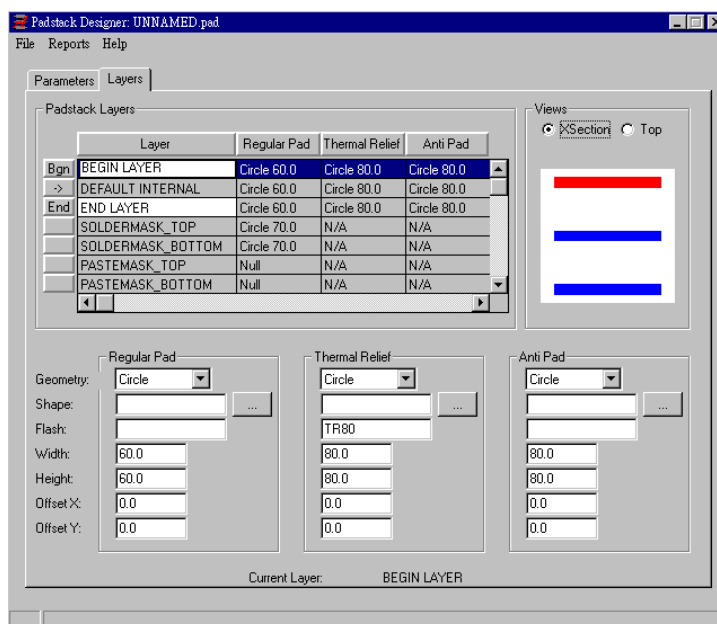 Padstack Designer: UNNAMED.pad
File Reports Help
Parameters Layers
Padstack Layers
Layer Regular Pad Thermal Relief Anti Pad
Bgn BEGIN LAYER Circle 60.0 Circle 80.0 Circle 80.0
-> DEFAULT INTERNAL Circle 60.0 Circle 80.0 Circle 80.0
End END LAYER Circle 60.0 Circle 80.0 Circle 80.0
SOLDERMASK_TOP Circle 70.0 N/A N/A
SOLDERMASK_BOTTOM Circle 70.0 N/A N/A
PASTEMASK_TOP Null N/A N/A
PASTEMASK_BOTTOM Null N/A N/A
Views
XSection Top
Regular Pad Thermal Relief Anti Pad
Geometry: Circle Circle Circle
Shape: ... ... ...
Flash: TR80
Width: 60.0 80.0 80.0
Height: 60.0 80.0 80.0
Offset X: 0.0 0.0 0.0
Offset Y: 0.0 0.0 0.0
Current Layer: BEGIN LAYER